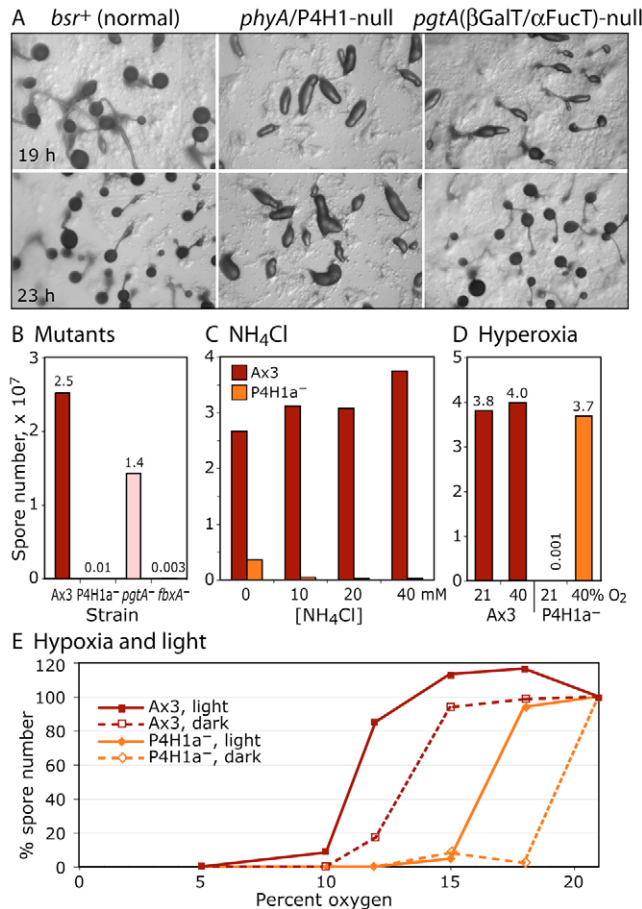 A bsr+ (normal) phyA/P4H1-null pgtA(βGalT/αFucT)-null
19 h
23 h
B Mutants
C NH₄Cl
D Hyperoxia
Spore number, x 10⁷
3
2
1
0
2.5
0.01
1.4
0.003
Ax3 P4H1a⁻ pgtA⁻ fbxA⁻
Strain
4
3
2
1
0
Ax3
P4H1a⁻
0 10 20 40 mM
[NH₄Cl]
5
4
3
2
1
0
3.8
4.0
0.001
3.7
21 40 21 40% O₂
Ax3 P4H1a⁻
E Hypoxia and light
% spore number
120
100
80
60
40
20
0
Ax3, light
Ax3, dark
P4H1a⁻, light
P4H1a⁻, dark
0 5 10 15 20
Percent oxygen